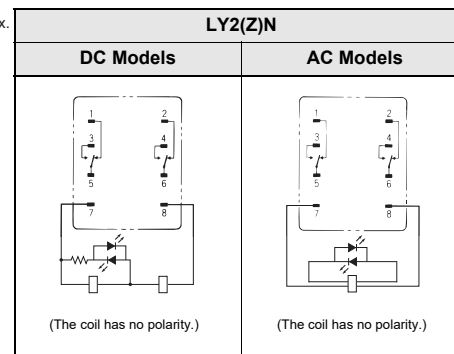 x.
LY2(Z)N
DC Models
AC Models
1 2
3 4
5 6
7 8
1 2
3 4
5 6
7 8
(The coil has no polarity.)
(The coil has no polarity.)